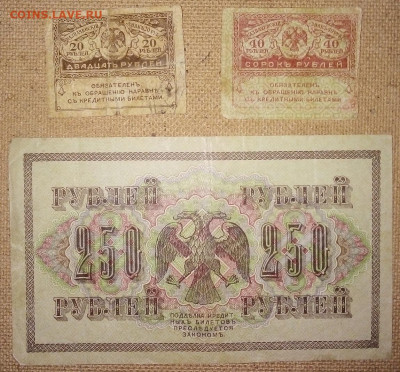 COINS.LAVE.RU
20
20
РУБЛЕЙ
РУБЛЕЙ
ДВАДЦАТЬ РУБЛЕЙ
ОБЯЗАТЕЛЕНЪ
КЪ ОБРАЩЕНІЮ НАРАВНѢ
СЪ КРЕДИТНЫМИ БИЛЕТАМИ
40
40
РУБЛЕЙ
РУБЛЕЙ
СОРОКЪ РУБЛЕЙ
ОБЯЗАТЕЛЕНЪ
КЪ ОБРАЩЕНІЮ НАРАВНѢ
СЪ КРЕДИТНЫМИ БИЛЕТАМИ
РУБЛЕЙ РУБЛЕЙ
250 250
РУБЛЕЙ РУБЛЕЙ
ПОДДѢЛКА КРЕДИТ-
НЫХЪ БИЛЕТОВЪ
ПРЕСЛѢДУЕТСЯ
ЗАКОНОМЪ.